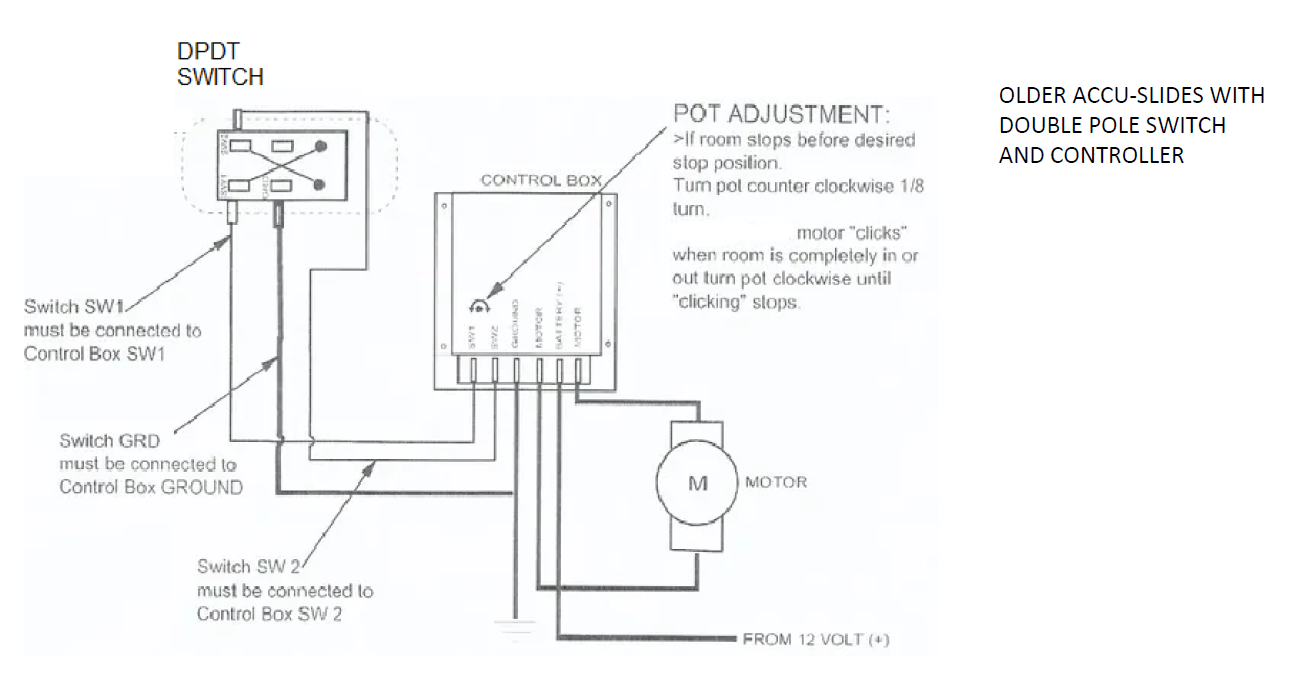 DPDT
SWITCH
OLDER ACCU-SLIDES WITH
DOUBLE POLE SWITCH
AND CONTROLLER
POT ADJUSTMENT:
>If room stops before desired
stop position.
Turn pot counter clockwise 1/8
turn.
motor "clicks"
when room is completely in or
out turn pot clockwise until
"clicking" stops.
SW2
SW1
GRD
CONTROL BOX
SW1
SW2
GROUND
MOTOR
BATTERY (+)
MOTOR
Switch SW1
must be connected to
Control Box SW1
Switch GRD
must be connected to
Control Box GROUND
M
MOTOR
Switch SW 2
must be connected to
Control Box SW 2
FROM 12 VOLT (+)